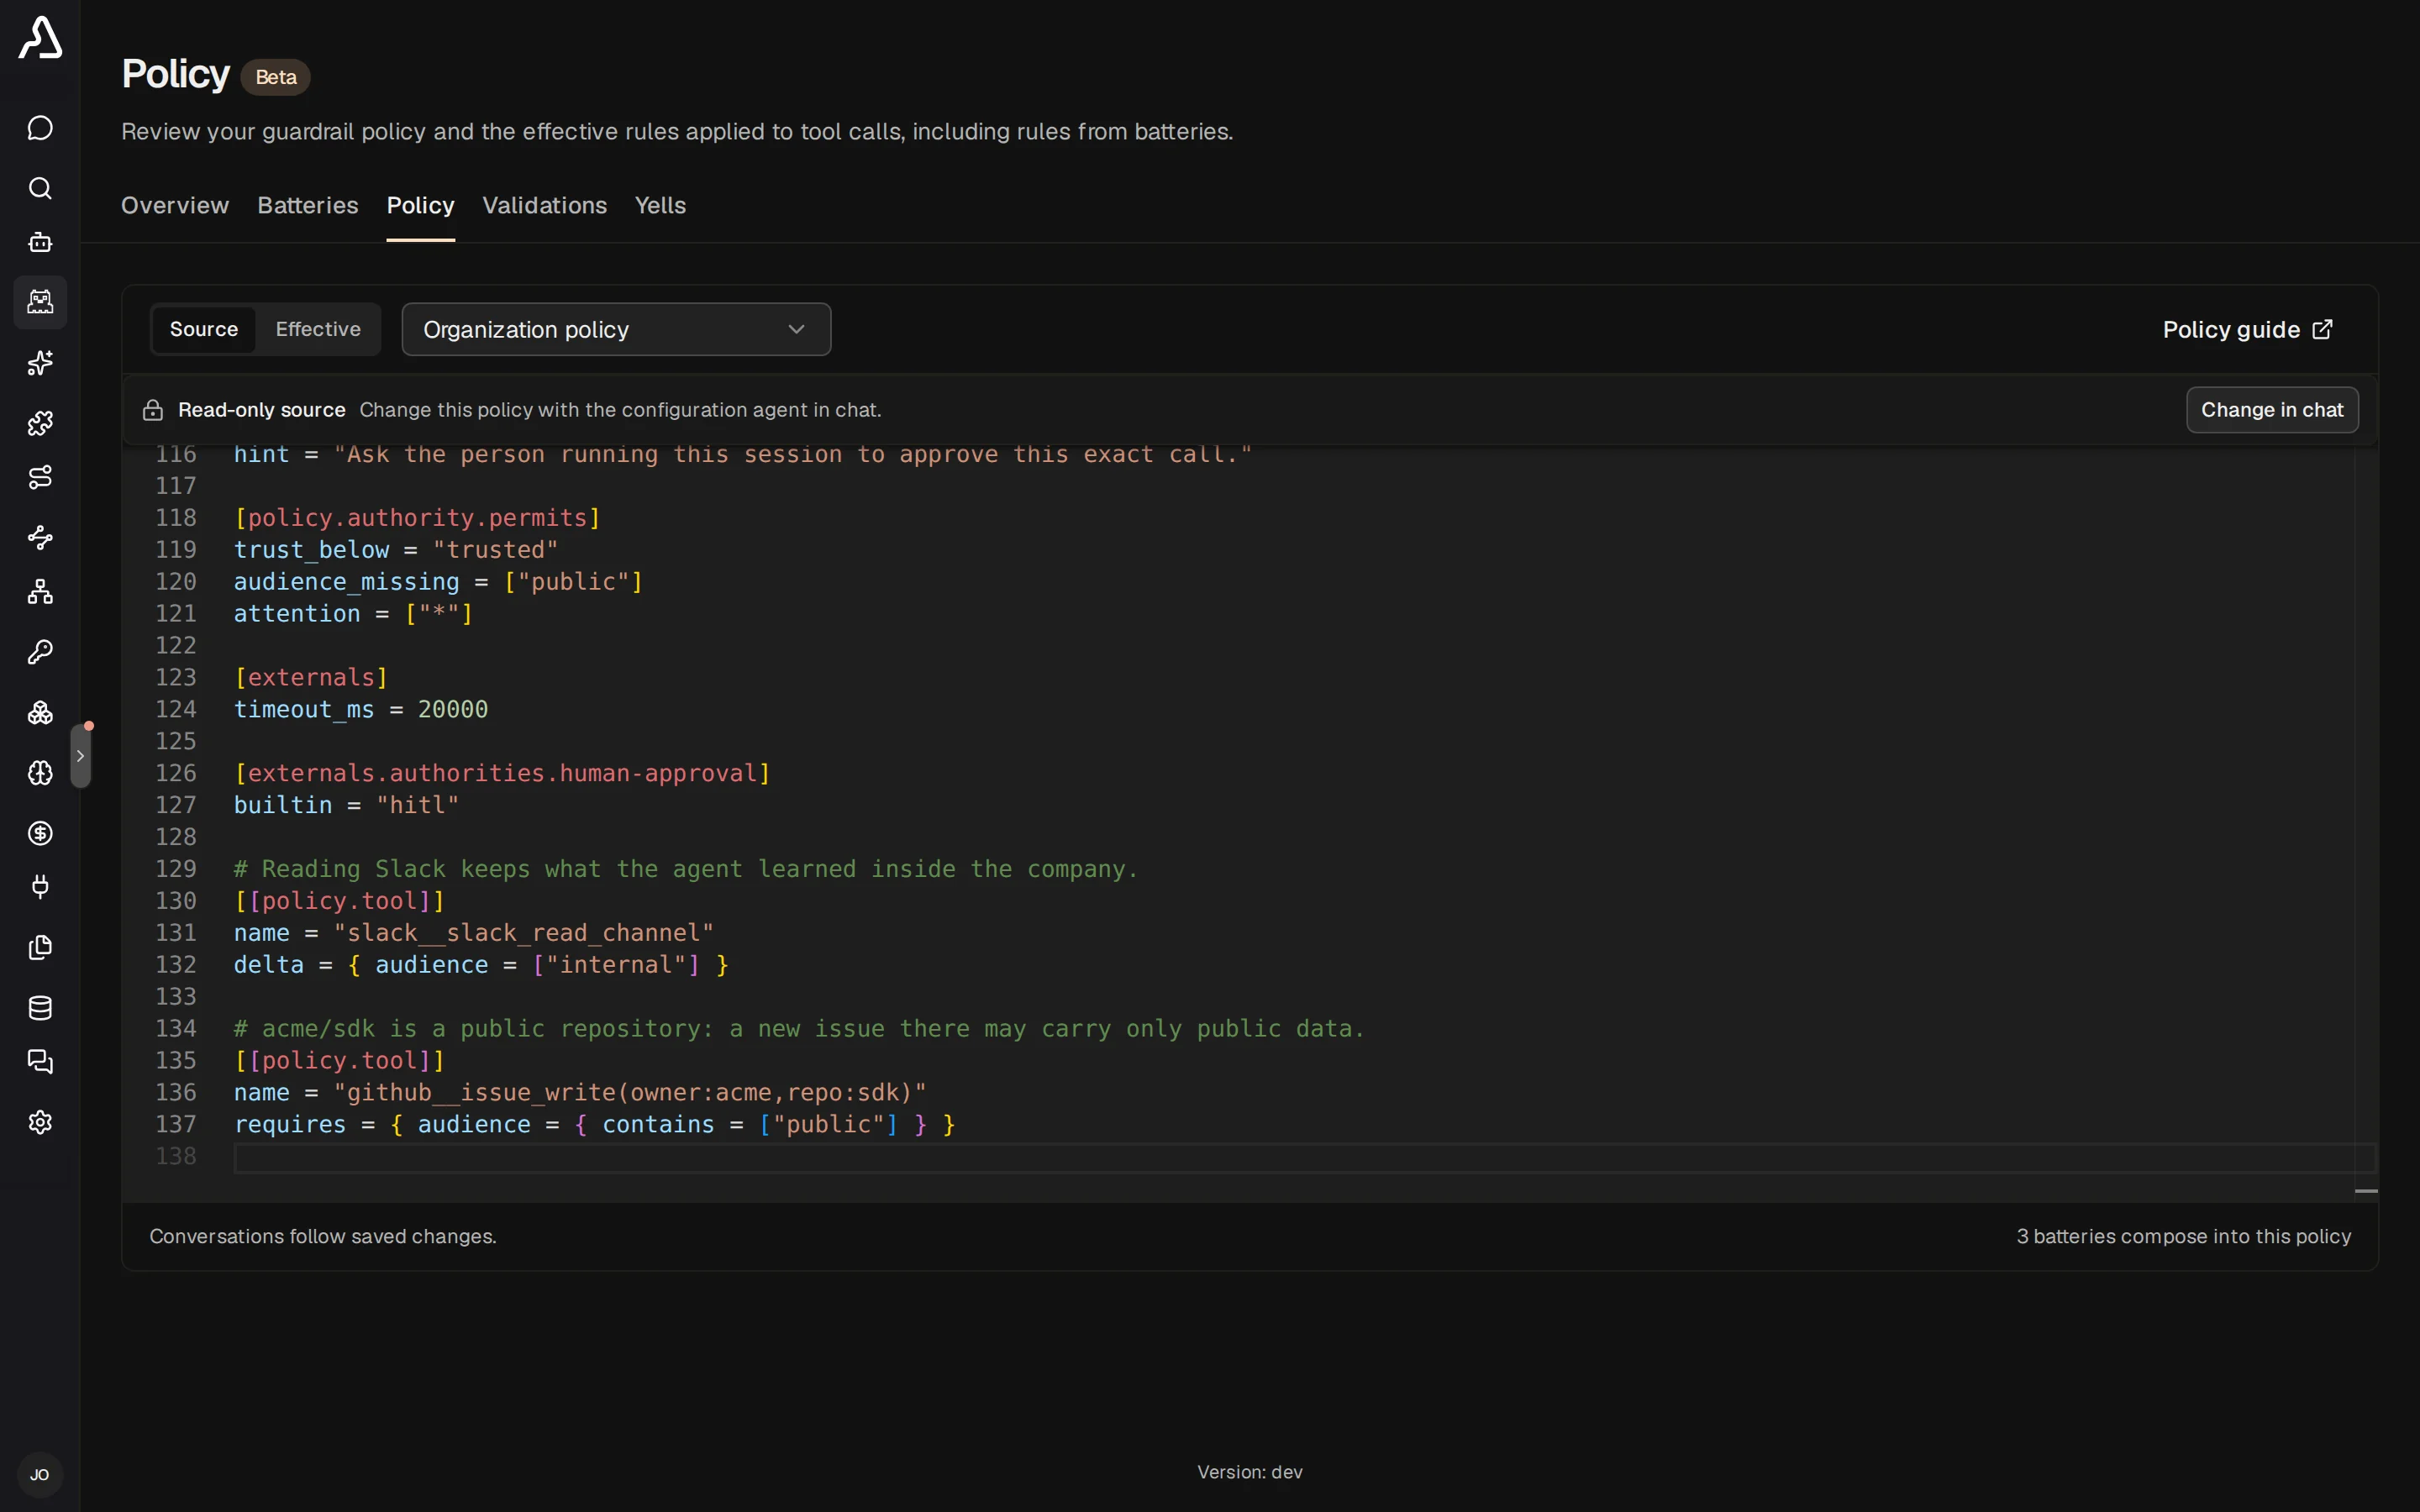 Policy Beta
Review your guardrail policy and the effective rules applied to tool calls, including rules from batteries.
Overview Batteries Policy Validations Yells
Source Effective Organization policy Policy guide
Read-only source Change this policy with the configuration agent in chat. Change in chat
116 hint = "Ask the person running this session to approve this exact call."
117
118 [policy.authority.permits]
119 trust_below = "trusted"
120 audience_missing = ["public"]
121 attention = ["*"]
122
123 [externals]
124 timeout_ms = 20000
125
126 [externals.authorities.human-approval]
127 builtin = "hitl"
128
129 # Reading Slack keeps what the agent learned inside the company.
130 [[policy.tool]]
131 name = "slack__slack_read_channel"
132 delta = { audience = ["internal"] }
133
134 # acme/sdk is a public repository: a new issue there may carry only public data.
135 [[policy.tool]]
136 name = "github__issue_write(owner:acme,repo:sdk)"
137 requires = { audience = { contains = ["public"] } }
138
Conversations follow saved changes. 3 batteries compose into this policy
JO
Version: dev